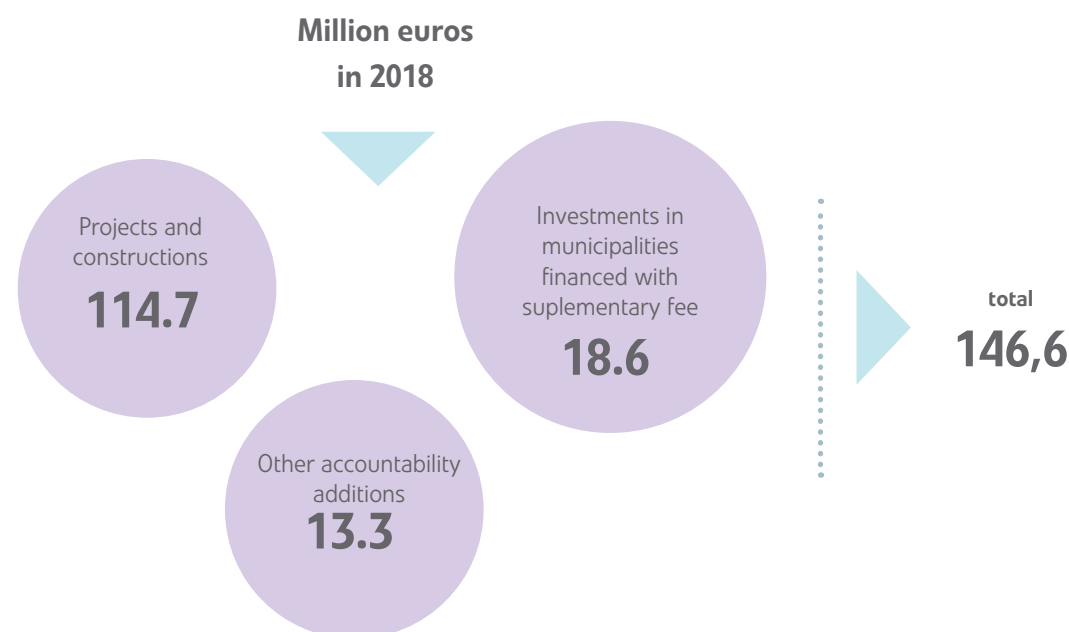 Million euros
in 2018
Projects and
constructions
114.7
Investments in
municipalities
financed with
suplementary fee
18.6
Other accountability
additions
13.3
total
146,6